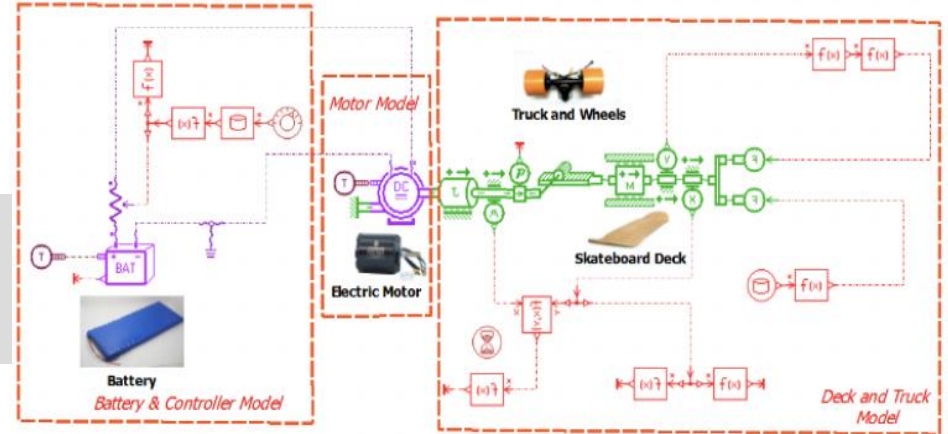 f(x)
f(x)
f(x)
Motor Model
Truck and Wheels
f(x)
T
DC
P
V
M
F
F
M
X
T
BAT
Skateboard Deck
Electric Motor
f(x)
f(x,y)
x
y
Battery
f(x)
f(x)
f(x)
Battery & Controller Model
Deck and Truck
Model